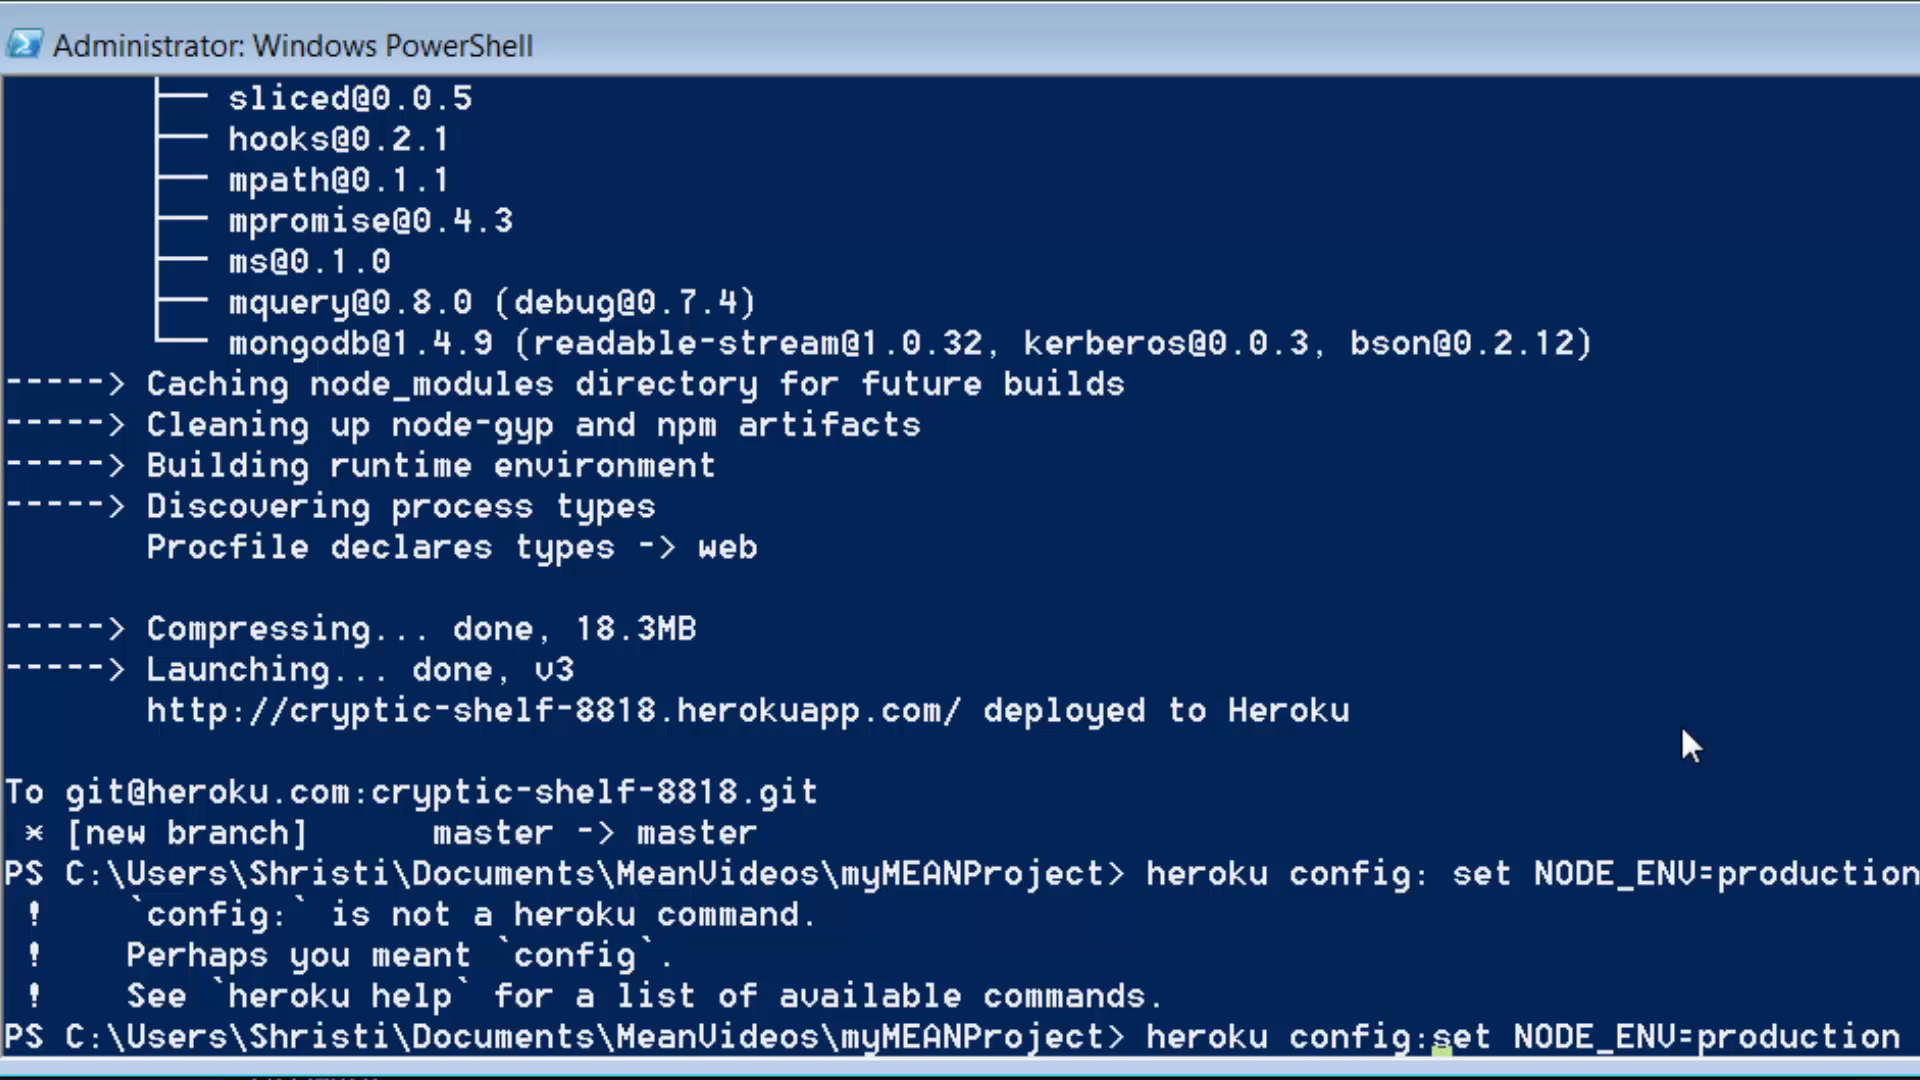 Administrator: Windows PowerShell
├── sliced@0.0.5
├── hooks@0.2.1
├── mpath@0.1.1
├── mpromise@0.4.3
├── ms@0.1.0
├── mquery@0.8.0 (debug@0.7.4)
└── mongodb@1.4.9 (readable-stream@1.0.32, kerberos@0.0.3, bson@0.2.12)
-----> Caching node_modules directory for future builds
-----> Cleaning up node-gyp and npm artifacts
-----> Building runtime environment
-----> Discovering process types
Procfile declares types -> web
-----> Compressing... done, 18.3MB
-----> Launching... done, v3
http://cryptic-shelf-8818.herokuapp.com/ deployed to Heroku
To git@heroku.com:cryptic-shelf-8818.git
* [new branch]      master -> master
PS C:\Users\Shristi\Documents\MeanVideos\myMEANProject> heroku config: set NODE_ENV=production
!    `config:` is not a heroku command.
!    Perhaps you meant `config`.
!    See `heroku help` for a list of available commands.
PS C:\Users\Shristi\Documents\MeanVideos\myMEANProject> heroku config:set NODE_ENV=production